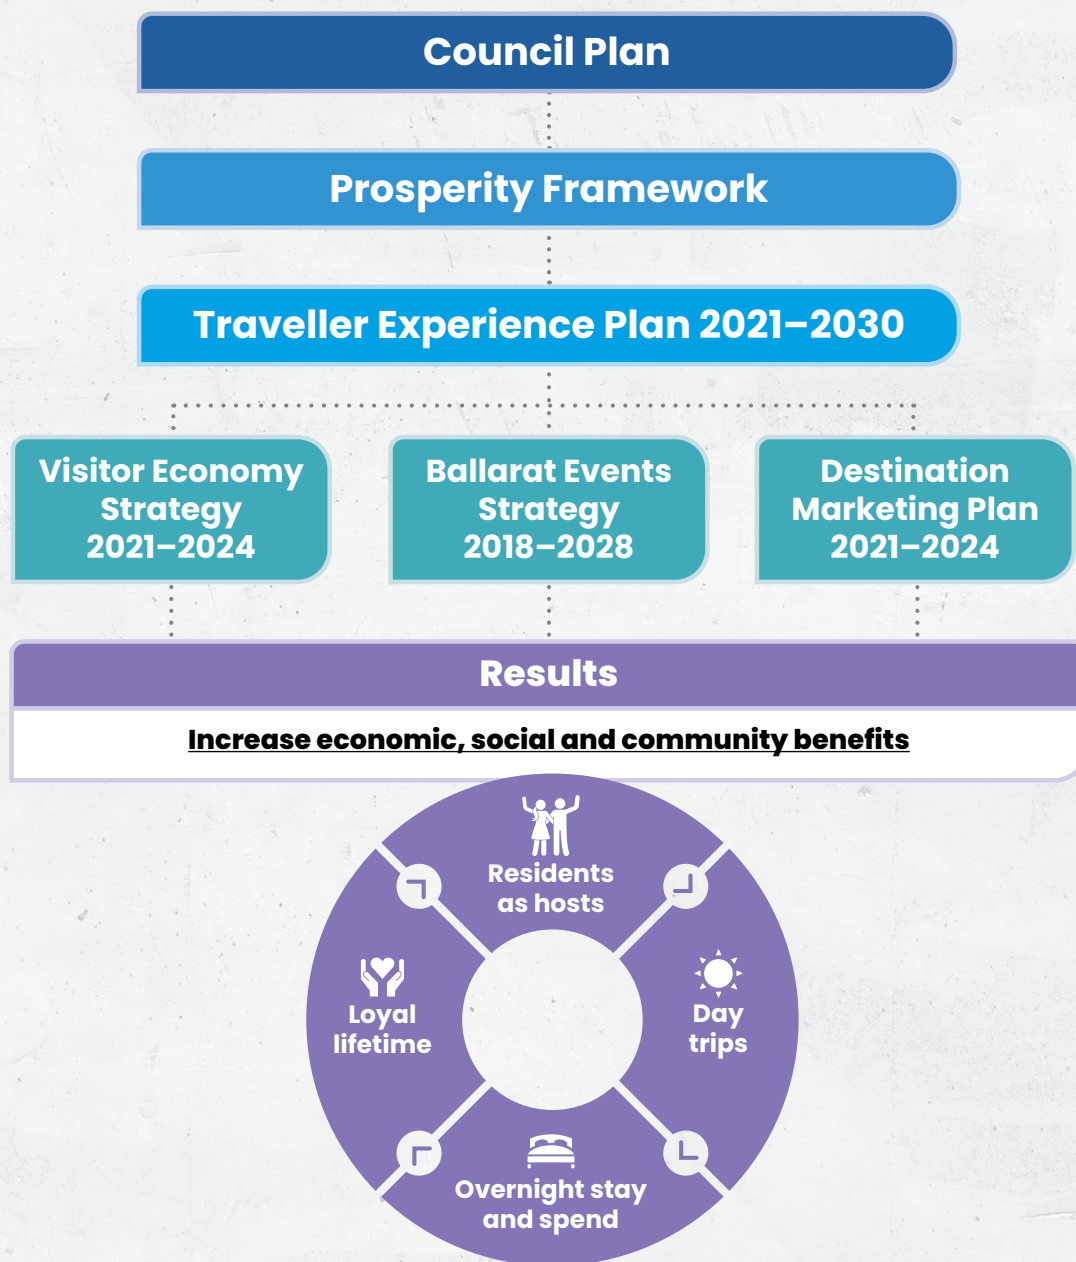 Council Plan
Prosperity Framework
Traveller Experience Plan 2021–2030
Visitor Economy
Strategy
2021–2024
Ballarat Events
Strategy
2018–2028
Destination
Marketing Plan
2021–2024
Results
Increase economic, social and community benefits
Residents
as hosts
Day
trips
Overnight stay
and spend
Loyal
lifetime